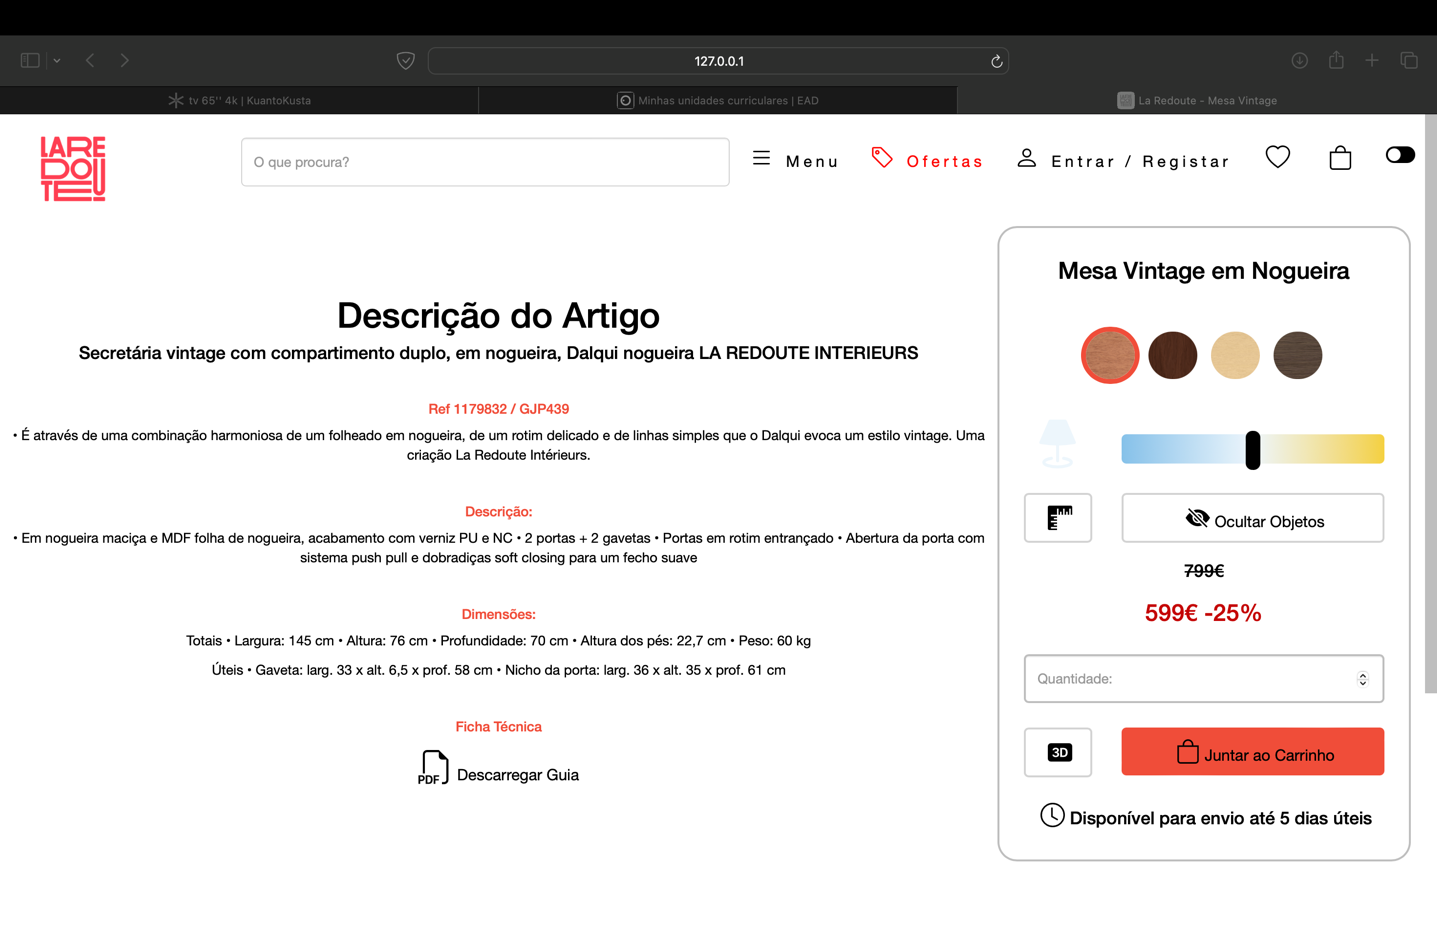 127.0.0.1
tv 65'' 4k | KuantoKusta
Minhas unidades curriculares | EAD
La Redoute - Mesa Vintage
LA RE
DOU
TE
O que procura?
Menu
Ofertas
Entrar / Registar
Descrição do Artigo
Secretária vintage com compartimento duplo, em nogueira, Dalqui nogueira LA REDOUTE INTERIEURS
Ref 1179832 / GJP439
• É através de uma combinação harmoniosa de um folheado em nogueira, de um rotim delicado e de linhas simples que o Dalqui evoca um estilo vintage. Uma
criação La Redoute Intérieurs.
Descrição:
• Em nogueira maciça e MDF folha de nogueira, acabamento com verniz PU e NC • 2 portas + 2 gavetas • Portas em rotim entrançado • Abertura da porta com
sistema push pull e dobradiças soft closing para um fecho suave
Dimensões:
Totais • Largura: 145 cm • Altura: 76 cm • Profundidade: 70 cm • Altura dos pés: 22,7 cm • Peso: 60 kg
Úteis • Gaveta: larg. 33 x alt. 6,5 x prof. 58 cm • Nicho da porta: larg. 36 x alt. 35 x prof. 61 cm
Ficha Técnica
PDF Descarregar Guia
Mesa Vintage em Nogueira
Ocultar Objetos
799€
599€ -25%
Quantidade:
3D
Juntar ao Carrinho
Disponível para envio até 5 dias úteis